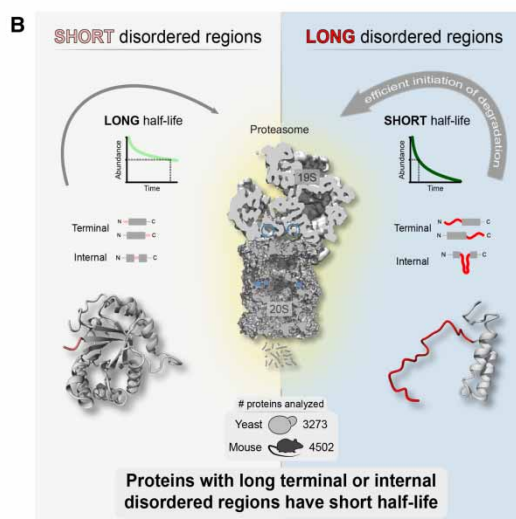 B
SHORT disordered regions
LONG disordered regions
efficient initiation of degradation
LONG half-life
Abundance
Time
Proteasome
19S
20S
SHORT half-life
Abundance
Time
Terminal
N
C
N
C
Internal
N
C
Terminal
N
C
N
C
Internal
N
C
# proteins analyzed
Yeast 3273
Mouse 4502
Proteins with long terminal or internal
disordered regions have short half-life